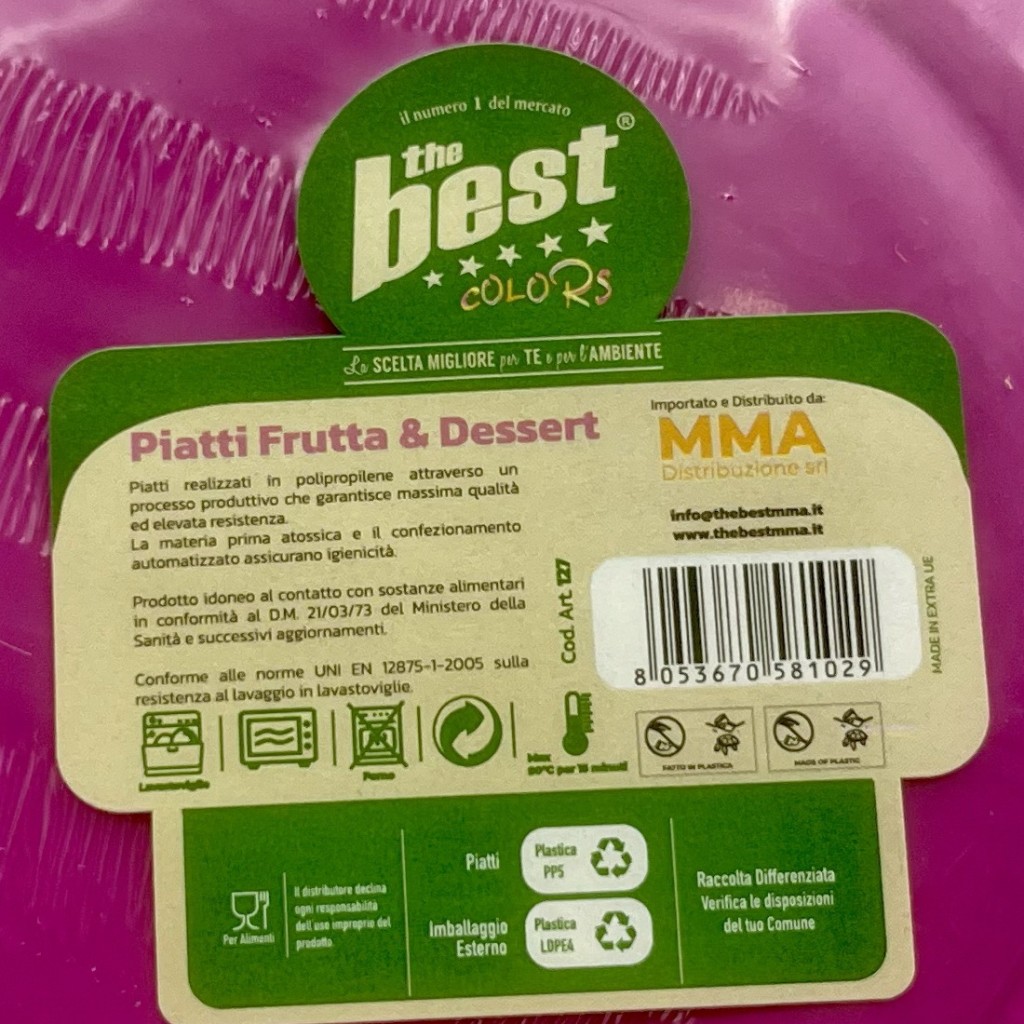 il numero 1 del mercato
the
best®
COLORS
La SCELTA MIGLIORE per TE e per l'AMBIENTE
Piatti Frutta & Dessert
Piatti realizzati in polipropilene attraverso un
processo produttivo che garantisce massima qualità
ed elevata resistenza.
La materia prima atossica e il confezionamento
automatizzato assicurano igienicità.
Prodotto idoneo al contatto con sostanze alimentari
in conformità al D.M. 21/03/73 del Ministero della
Sanità e successivi aggiornamenti.
Conforme alle norme UNI EN 12875-1-2005 sulla
resistenza al lavaggio in lavastoviglie.
Lavastoviglie
Forno
Max
90°C per 15 minuti
Importato e Distribuito da:
MMA
Distribuzione srl
info@thebestmma.it
www.thebestmma.it
Cod. Art. 127
8 053670 581029
MADE IN EXTRA UE
FATTO IN PLASTICA
MADE OF PLASTIC
Per Alimenti
Il distributore declina
ogni responsabilità
dell'uso improprio del
prodotto.
Piatti
Plastica
PP5
Imballaggio
Esterno
Plastica
LDPE4
Raccolta Differenziata
Verifica le disposizioni
del tuo Comune